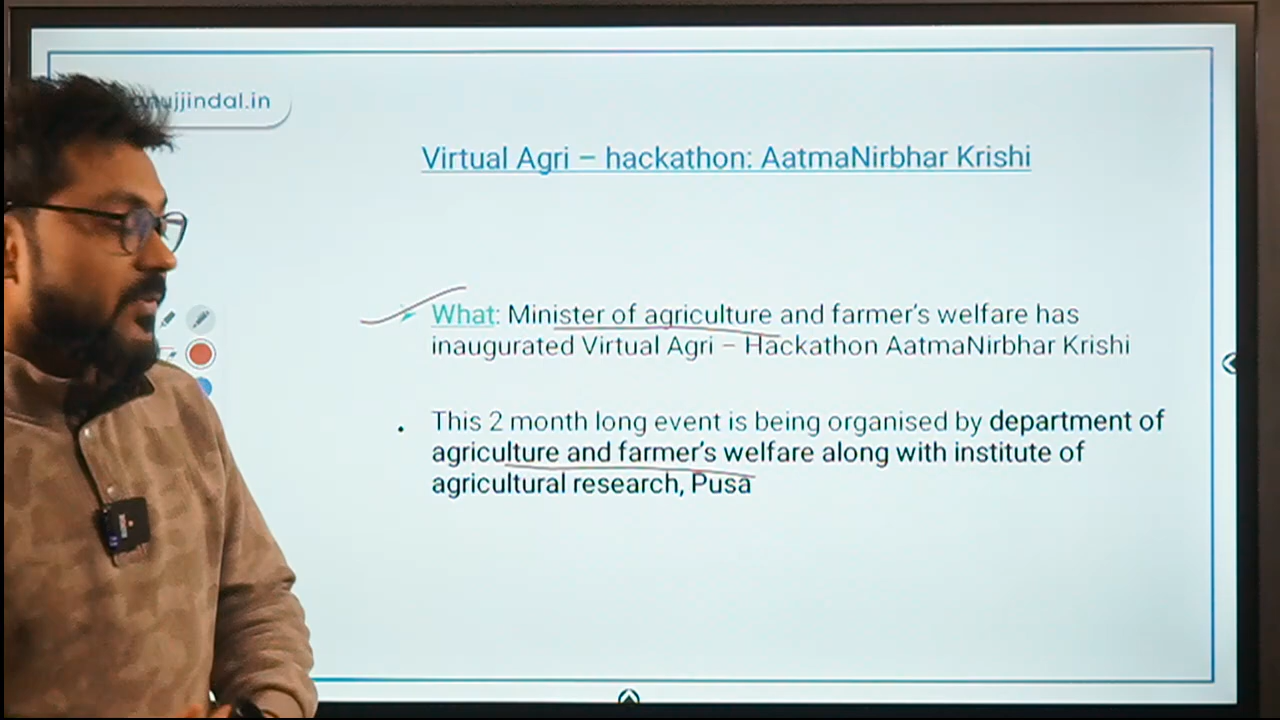 anujjindal.in
Virtual Agri – hackathon: AatmaNirbhar Krishi
➤ What: Minister of agriculture and farmer's welfare has
inaugurated Virtual Agri – Hackathon AatmaNirbhar Krishi
. This 2 month long event is being organised by department of
agriculture and farmer's welfare along with institute of
agricultural research, Pusa